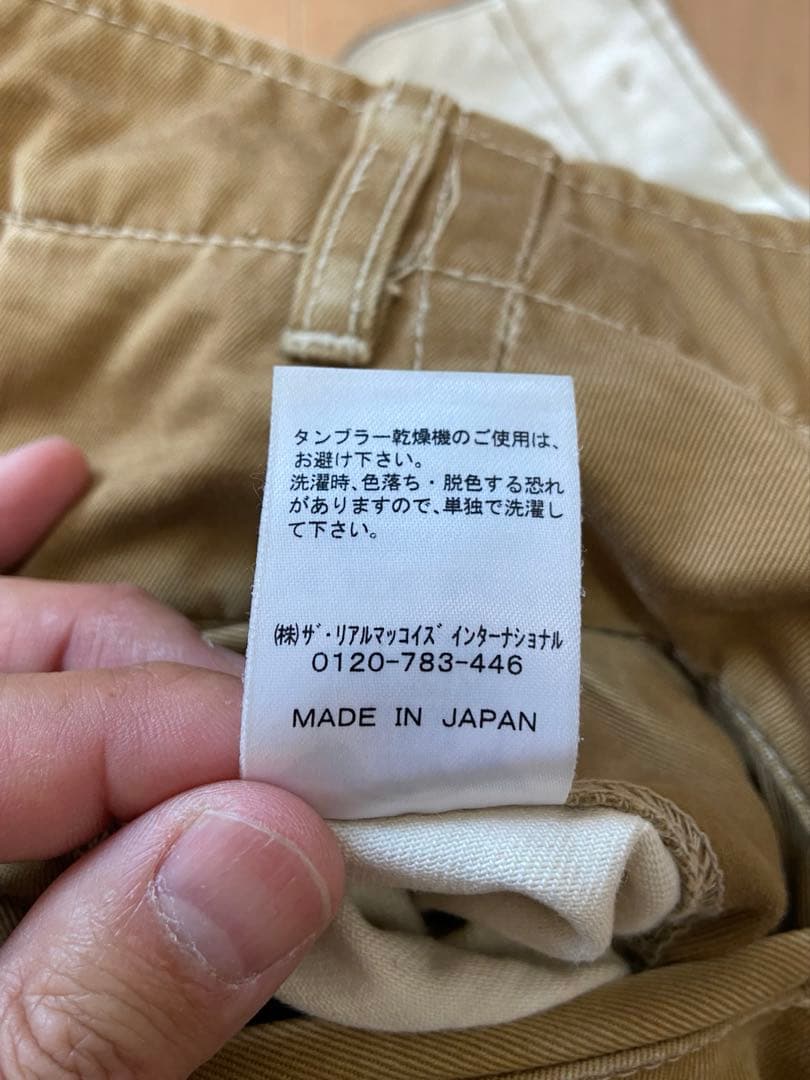 タンブラー乾燥機のご使用は、
お避け下さい。
洗濯時、色落ち・脱色する恐れ
がありますので、単独で洗濯し
て下さい。
㈱ｻﾞ・リアルマッコイｽﾞ インターナショナル
0120-783-446
MADE IN JAPAN